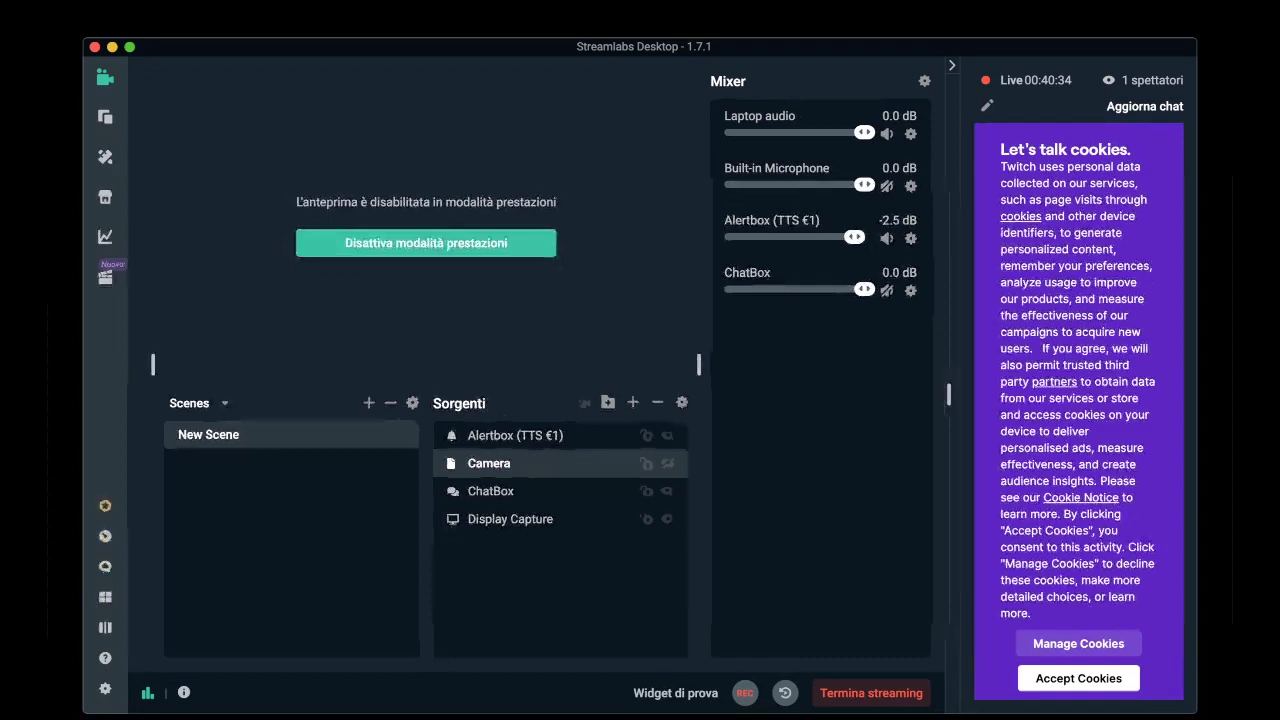 Streamlabs Desktop - 1.7.1
Nuovo!
L'anteprima è disabilitata in modalità prestazioni
Disattiva modalità prestazioni
Scenes
New Scene
Sorgenti
Alertbox (TTS €1)
Camera
ChatBox
Display Capture
Mixer
Laptop audio 0.0 dB
Built-in Microphone 0.0 dB
Alertbox (TTS €1) -2.5 dB
ChatBox 0.0 dB
Widget di prova
REC
Termina streaming
Live 00:40:34 1 spettatori
Aggiorna chat
Let's talk cookies.
Twitch uses personal data
collected on our services,
such as page visits through
cookies and other device
identifiers, to generate
personalized content,
remember your preferences,
analyze usage to improve
our products, and measure
the effectiveness of our
campaigns to acquire new
users. If you agree, we will
also permit trusted third
party partners to obtain data
from our services or store
and access cookies on your
device to deliver
personalised ads, measure
effectiveness, and create
audience insights. Please
see our Cookie Notice to
learn more. By clicking
"Accept Cookies", you
consent to this activity. Click
"Manage Cookies" to decline
these cookies, make more
detailed choices, or learn
more.
Manage Cookies
Accept Cookies